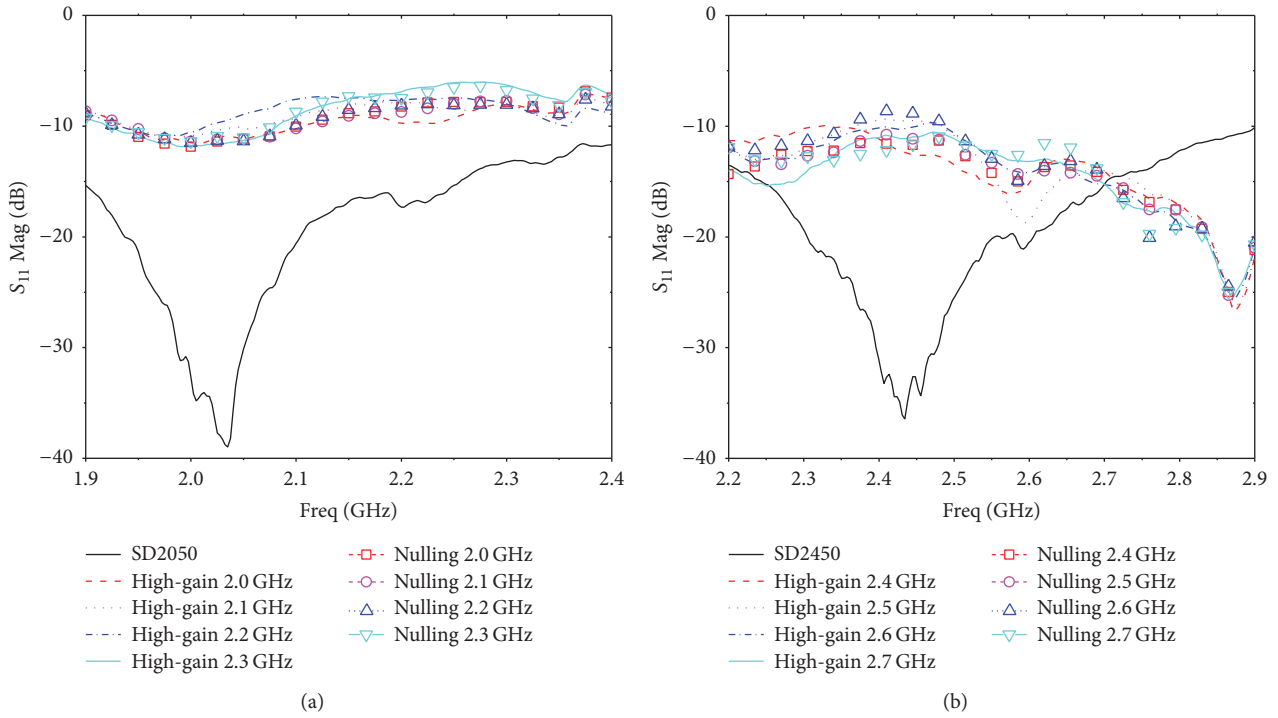 0
−10
−20
−30
−40
S11 Mag (dB)
1.9
2.0
2.1
2.2
2.3
2.4
Freq (GHz)
SD2050
High-gain 2.0 GHz
High-gain 2.1 GHz
High-gain 2.2 GHz
High-gain 2.3 GHz
Nulling 2.0 GHz
Nulling 2.1 GHz
Nulling 2.2 GHz
Nulling 2.3 GHz
(a)
0
−10
−20
−30
−40
S11 Mag (dB)
2.2
2.3
2.4
2.5
2.6
2.7
2.8
2.9
Freq (GHz)
SD2450
High-gain 2.4 GHz
High-gain 2.5 GHz
High-gain 2.6 GHz
High-gain 2.7 GHz
Nulling 2.4 GHz
Nulling 2.5 GHz
Nulling 2.6 GHz
Nulling 2.7 GHz
(b)